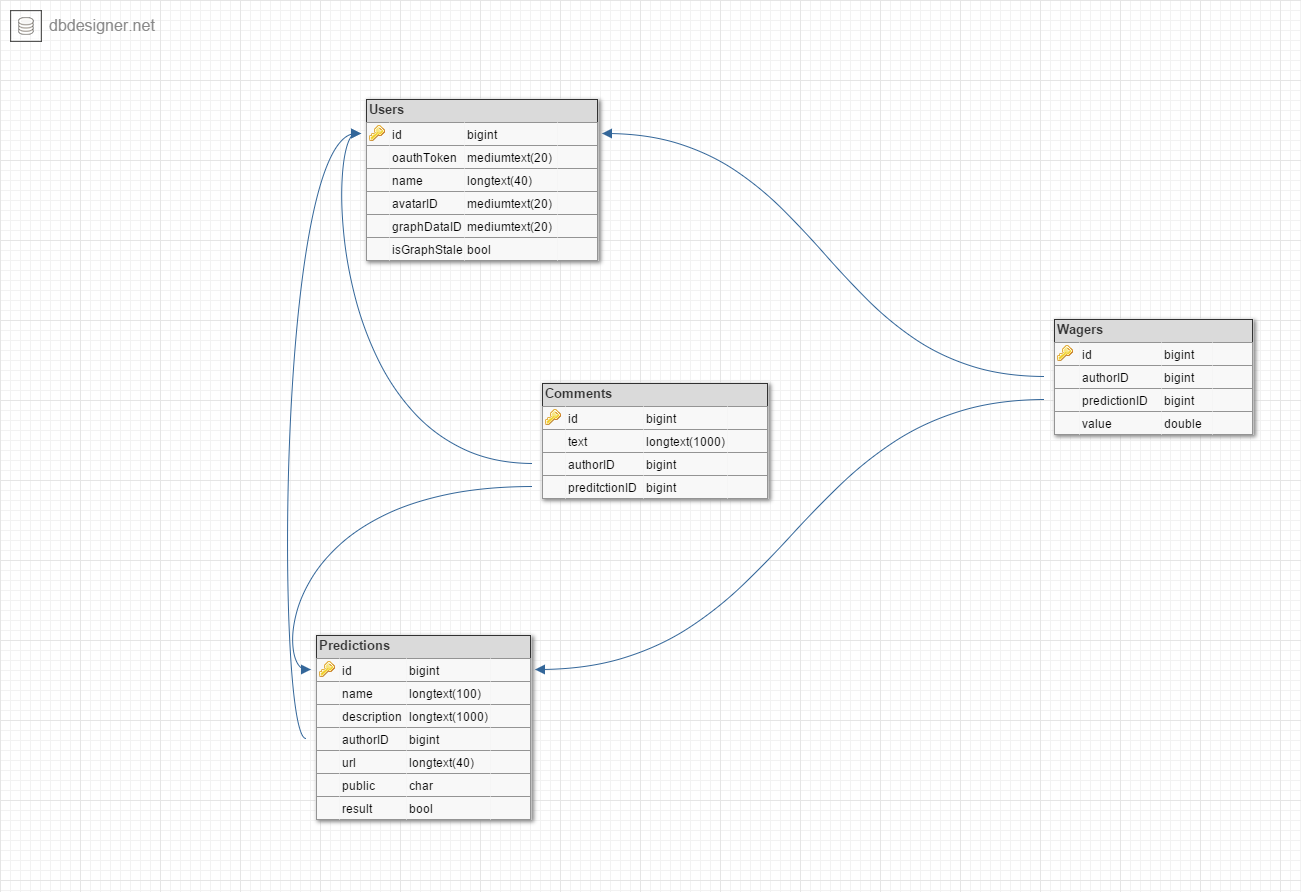 dbdesigner.net
Users
id bigint
oauthToken mediumtext(20)
name longtext(40)
avatarID mediumtext(20)
graphDataID mediumtext(20)
isGraphStale bool
Wagers
id bigint
authorID bigint
predictionID bigint
value double
Comments
id bigint
text longtext(1000)
authorID bigint
preditctionID bigint
Predictions
id bigint
name longtext(100)
description longtext(1000)
authorID bigint
url longtext(40)
public char
result bool